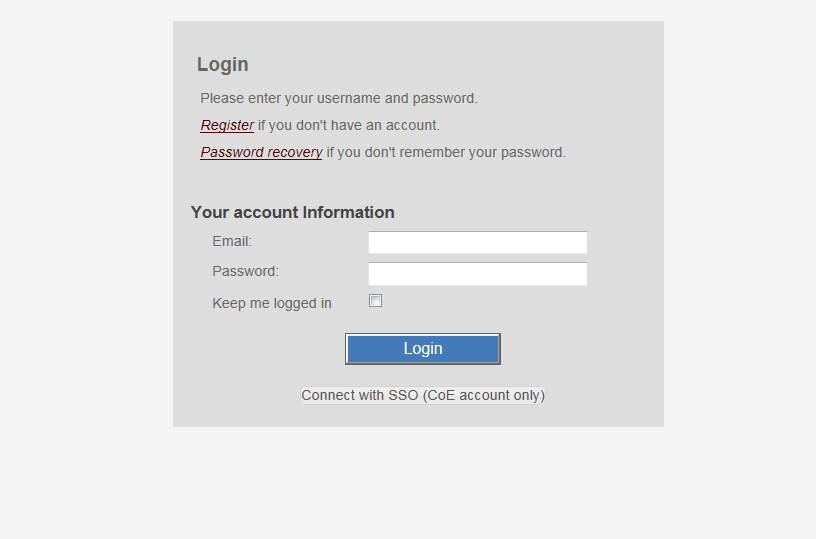 Login
Please enter your username and password.
Register if you don't have an account.
Password recovery if you don't remember your password.
Your account Information
Email:
Password:
Keep me logged in
Login
Connect with SSO (CoE account only)